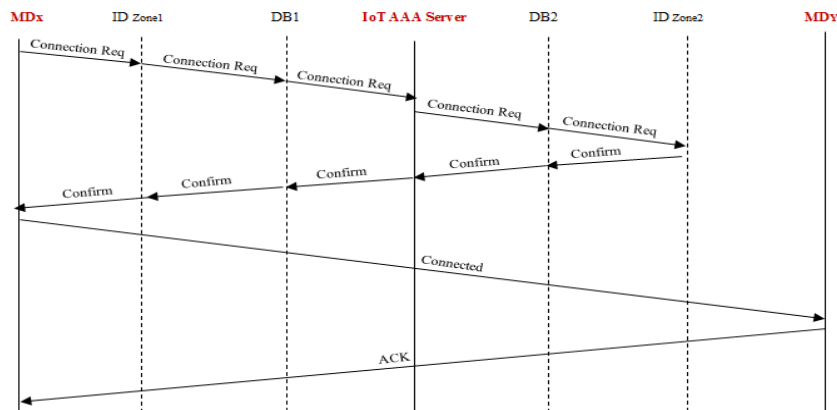 MDx ID Zone1 DB1 IoT AAA Server DB2 ID Zone2 MDY
Connection Req
Connection Req
Connection Req
Connection Req
Connection Req
Confirm
Confirm
Confirm
Confirm
Confirm
Connected
ACK